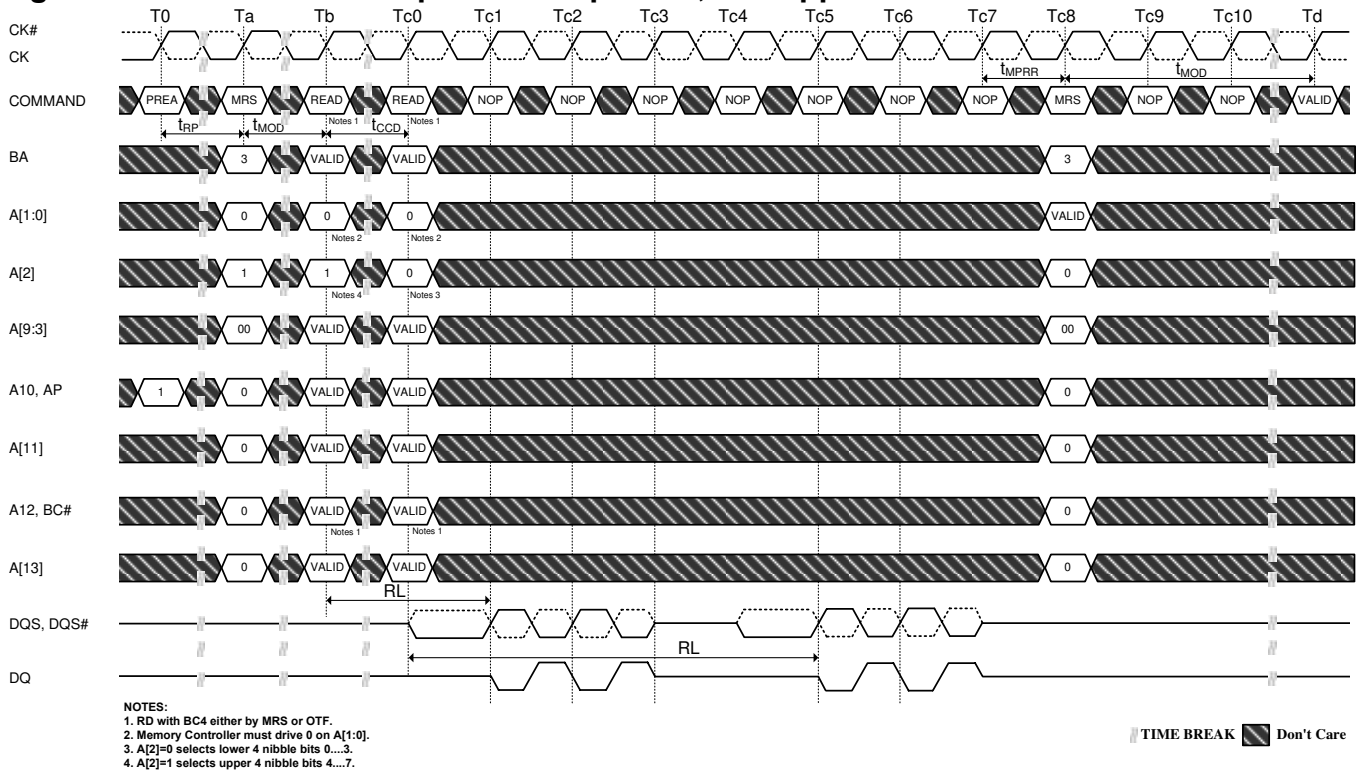 T0 Ta Tb Tc0 Tc1 Tc2 Tc3 Tc4 Tc5 Tc6 Tc7 Tc8 Tc9 Tc10 Td
CK#
CK
tMPRR tMOD
COMMAND PREA MRS READ READ NOP NOP NOP NOP NOP NOP NOP MRS NOP NOP VALID
Notes 1 Notes 1
tRP tMOD tCCD
BA 3 VALID VALID 3
A[1:0] 0 0 0 VALID
Notes 2 Notes 2
A[2] 1 1 0 0
Notes 4 Notes 3
A[9:3] 00 VALID VALID 00
A10, AP 1 0 VALID VALID 0
A[11] 0 VALID VALID 0
A12, BC# 0 VALID VALID 0
Notes 1 Notes 1
A[13] 0 VALID VALID 0
RL
DQS, DQS#
RL
DQ
NOTES:
1. RD with BC4 either by MRS or OTF.
2. Memory Controller must drive 0 on A[1:0].
3. A[2]=0 selects lower 4 nibble bits 0....3.
4. A[2]=1 selects upper 4 nibble bits 4....7.
TIME BREAK Don't Care